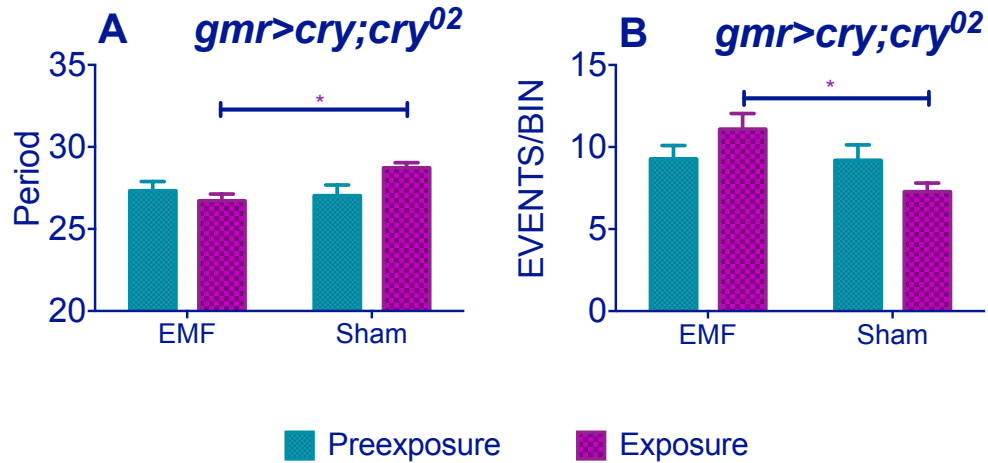 A gmr>cry;cry02
35
30
25
20
Period
*
EMF Sham
B gmr>cry;cry02
15
10
5
0
EVENTS/BIN
*
EMF Sham
Preexposure Exposure